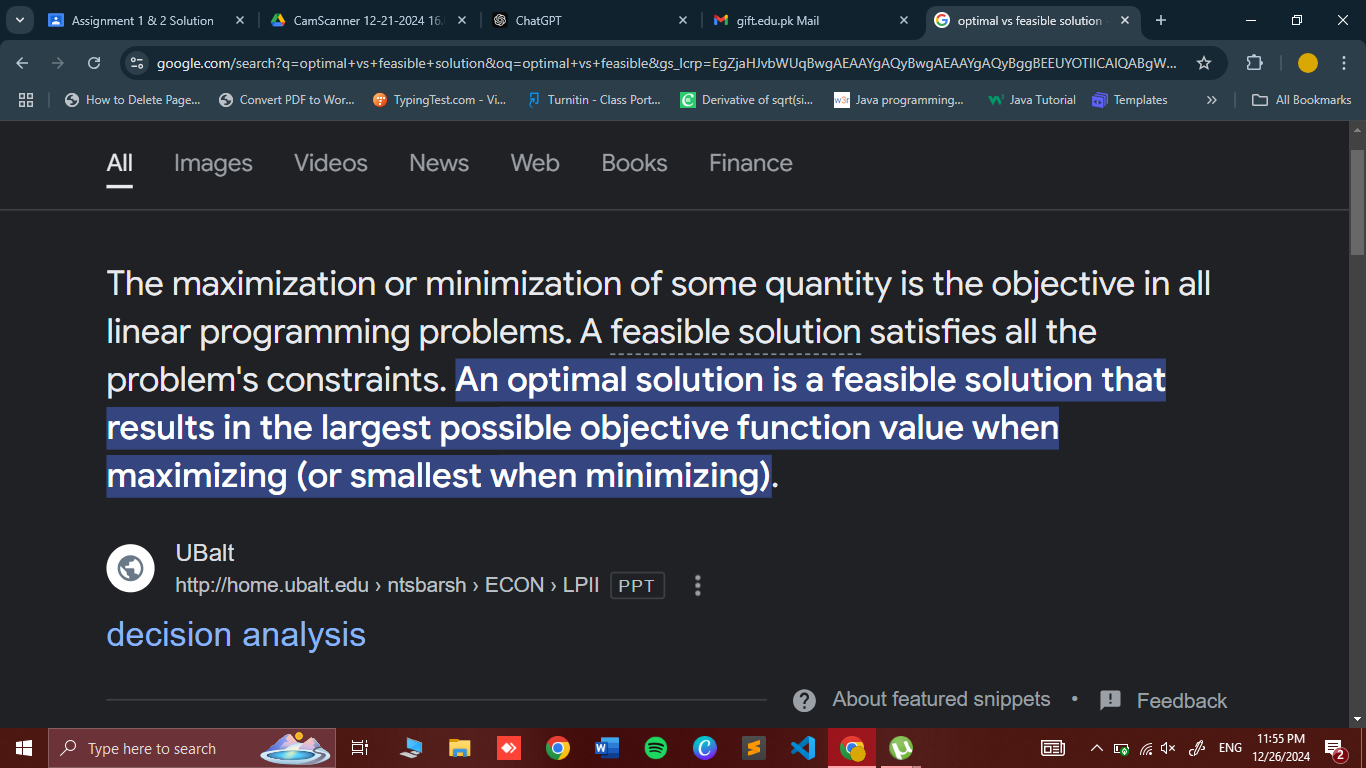 Assignment 1 & 2 Solution
CamScanner 12-21-2024 16.
ChatGPT
gift.edu.pk Mail
optimal vs feasible solution
google.com/search?q=optimal+vs+feasible+solution&oq=optimal+vs+feasible&gs_lcrp=EgZjaHJvbWUqBwgAEAAYgAQyBwgAEAAYgAQyBggBEEUYOTIICAIQABgW...
How to Delete Page...
Convert PDF to Wor...
TypingTest.com - Vi...
Turnitin - Class Port...
Derivative of sqrt(si...
w3r
Java programming...
Java Tutorial
Templates
»
All Bookmarks
All
Images
Videos
News
Web
Books
Finance
The maximization or minimization of some quantity is the objective in all
linear programming problems. A feasible solution satisfies all the
problem's constraints. An optimal solution is a feasible solution that
results in the largest possible objective function value when
maximizing (or smallest when minimizing).
UBalt
http://home.ubalt.edu › ntsbarsh › ECON › LPII PPT
decision analysis
About featured snippets • Feedback
Type here to search
ENG
11:55 PM
12/26/2024
2